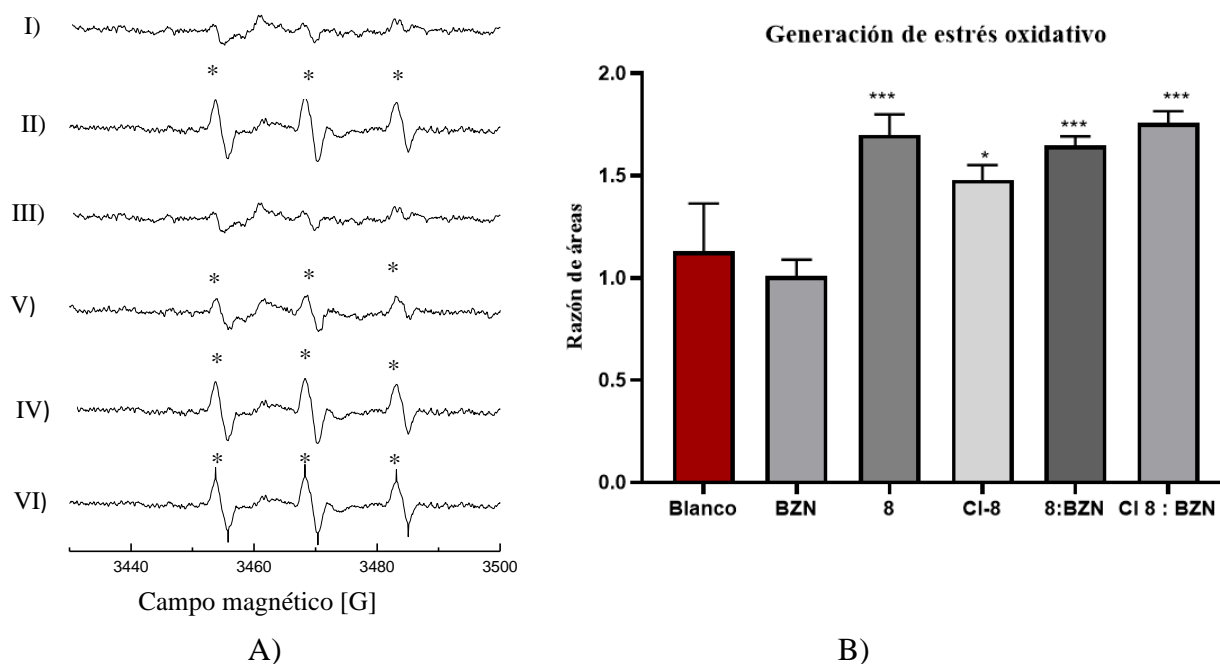 I)
* * *
II)
III)
* * *
V)
* * *
IV)
* * *
VI)
3440 3460 3480 3500
Campo magnético [G]
A)
Generación de estrés oxidativo
2.0
1.5
1.0
0.5
0.0
Razón de áreas
***
*
***
***
Blanco BZN 8 Cl-8 8:BZN Cl 8 : BZN
B)